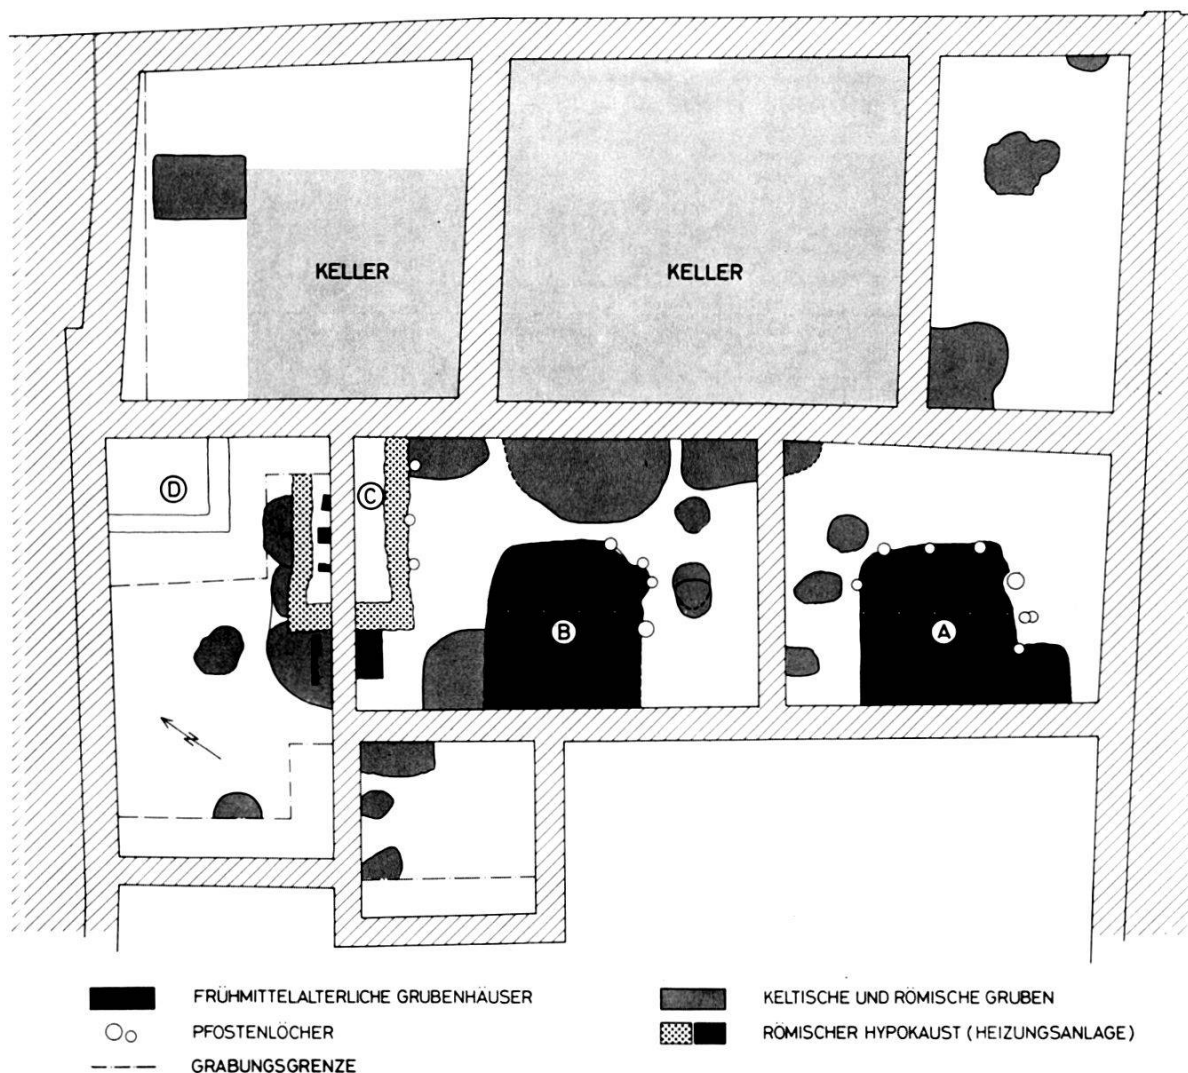 KELLER
KELLER
D
C
B
A
N
FRÜHMITTELALTERLICHE GRUBENHÄUSER
PFOSTENLÖCHER
GRABUNGSGRENZE
KELTISCHE UND RÖMISCHE GRUBEN
RÖMISCHER HYPOKAUST (HEIZUNGSANLAGE)